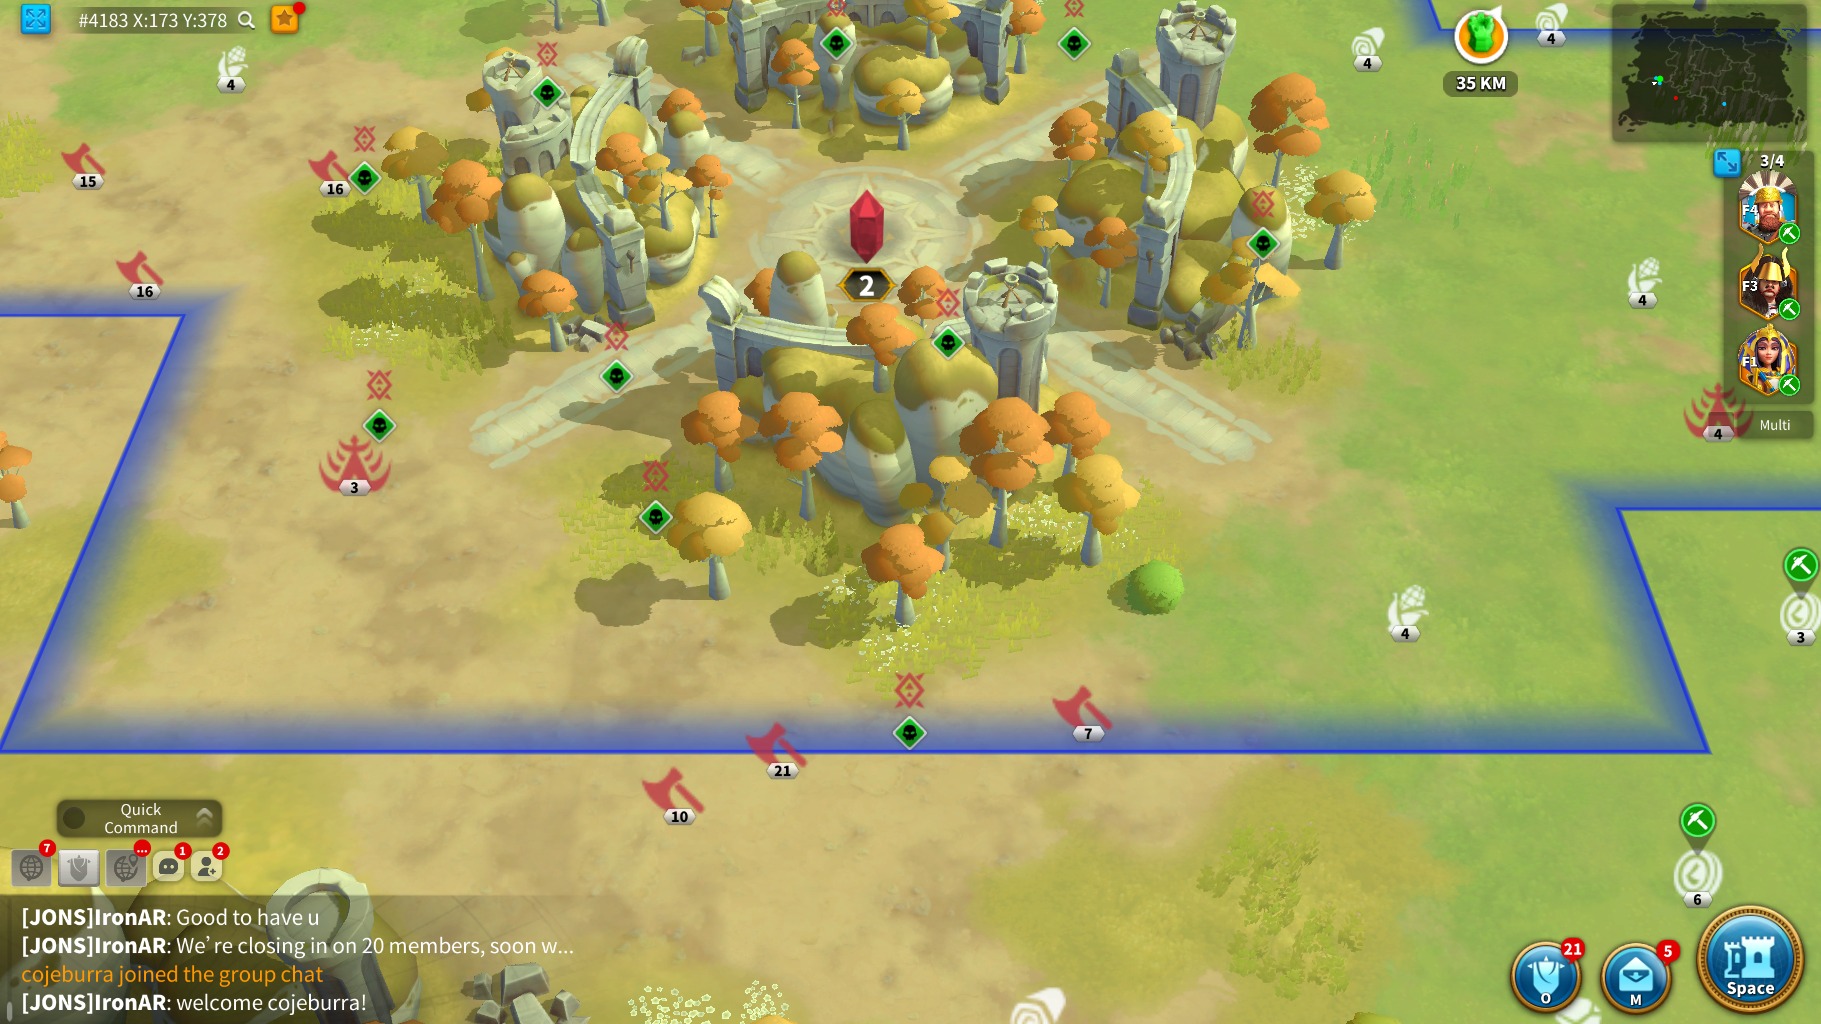 #4183 X:173 Y:378
4
4
4
35 KM
15
16
3/4
F4
16
2
4
F3
F1
4
Multi
3
4
3
7
21
10
Quick
Command
7
...
1
2
6
[JONS]IronAR: Good to have u
[JONS]IronAR: We're closing in on 20 members, soon w...
cojeburra joined the group chat
[JONS]IronAR: welcome cojeburra!
21
O
5
M
Space